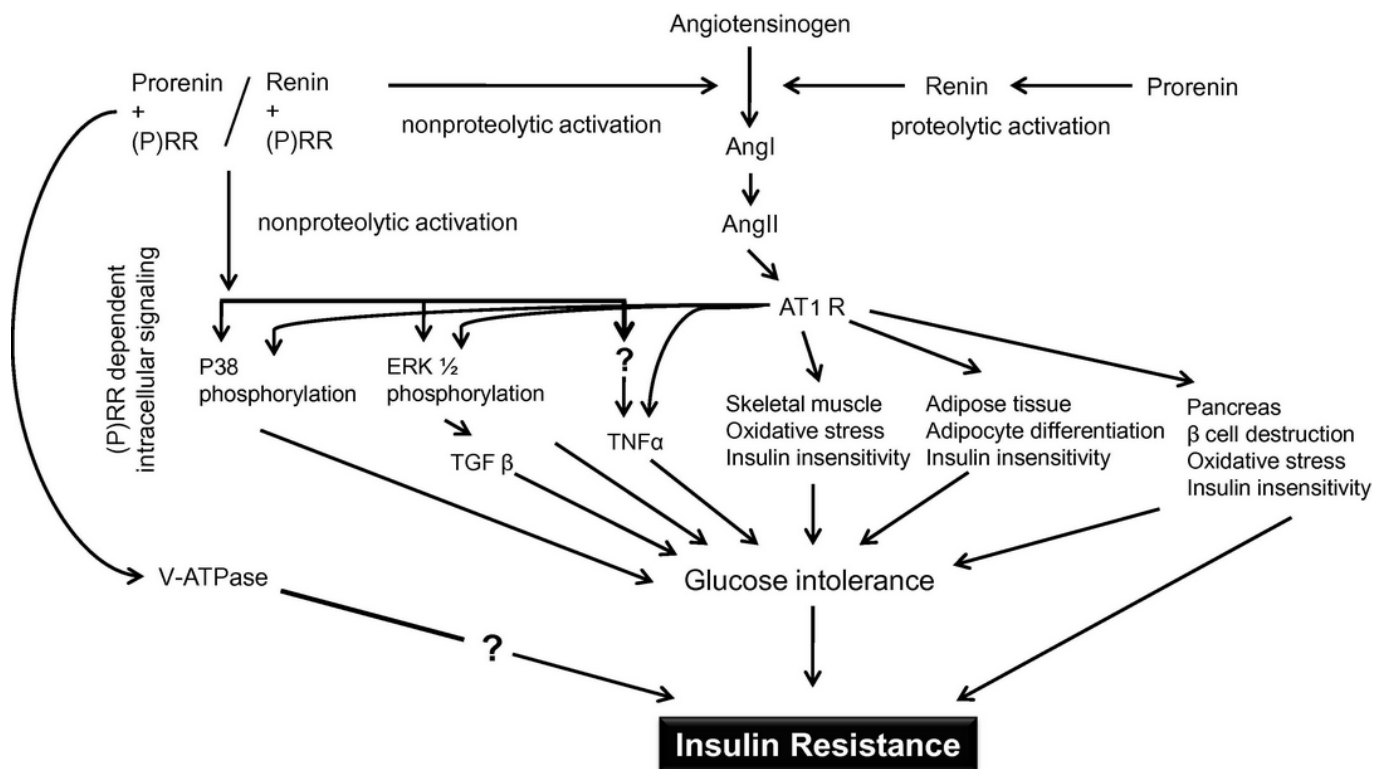 Angiotensinogen
Prorenin
+
(P)RR
/
Renin
+
(P)RR
nonproteolytic activation
Renin
Prorenin
proteolytic activation
AngI
nonproteolytic activation
AngII
(P)RR dependent
intracellular signaling
AT1 R
P38
phosphorylation
ERK ½
phosphorylation
?
TGF β
TNFα
Skeletal muscle
Oxidative stress
Insulin insensitivity
Adipose tissue
Adipocyte differentiation
Insulin insensitivity
Pancreas
β cell destruction
Oxidative stress
Insulin insensitivity
V-ATPase
Glucose intolerance
?
Insulin Resistance